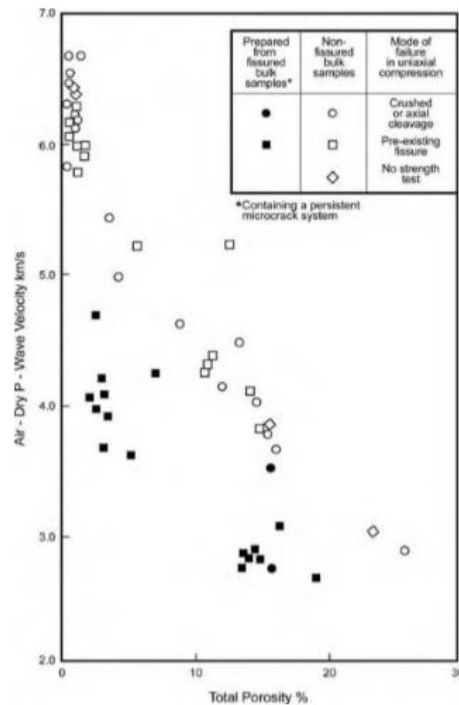 Prepared from fissured bulk samples*
Non-fissured bulk samples
Mode of failure in uniaxial compression
Crushed or axial cleavage
Pre-existing fissure
No strength test
*Containing a persistent microcrack system
Air - Dry P - Wave Velocity km/s
7.0
6.0
5.0
4.0
3.0
2.0
0
10
20
30
Total Porosity %